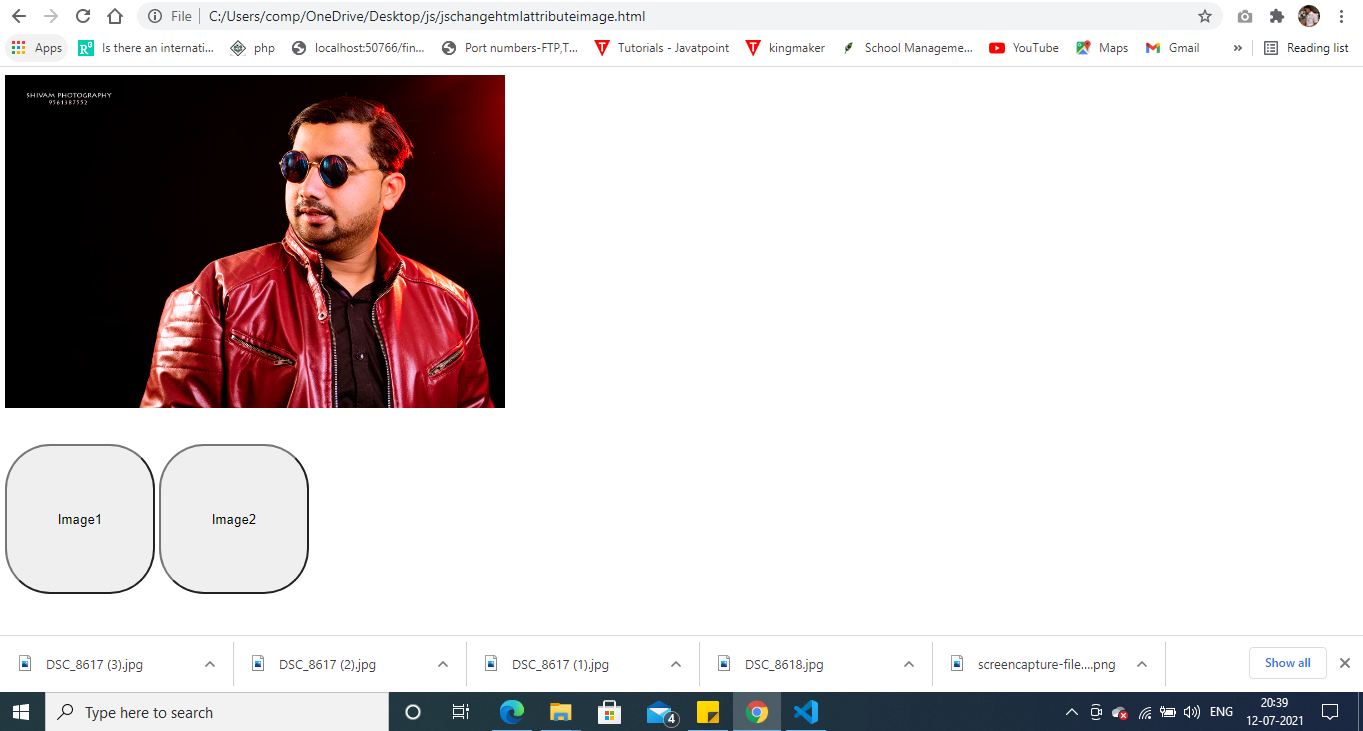 File
C:/Users/comp/OneDrive/Desktop/js/jschangehtmlattributeimage.html
Apps
Is there an internati...
php
localhost:50766/fin...
Port numbers-FTP,T...
Tutorials - Javatpoint
kingmaker
School Manageme...
YouTube
Maps
Gmail
»
Reading list
SHIVAM PHOTOGRAPHY
9561387552
Image1
Image2
DSC_8617 (3).jpg
DSC_8617 (2).jpg
DSC_8617 (1).jpg
DSC_8618.jpg
screencapture-file....png
Show all
Type here to search
4
ENG
20:39
12-07-2021